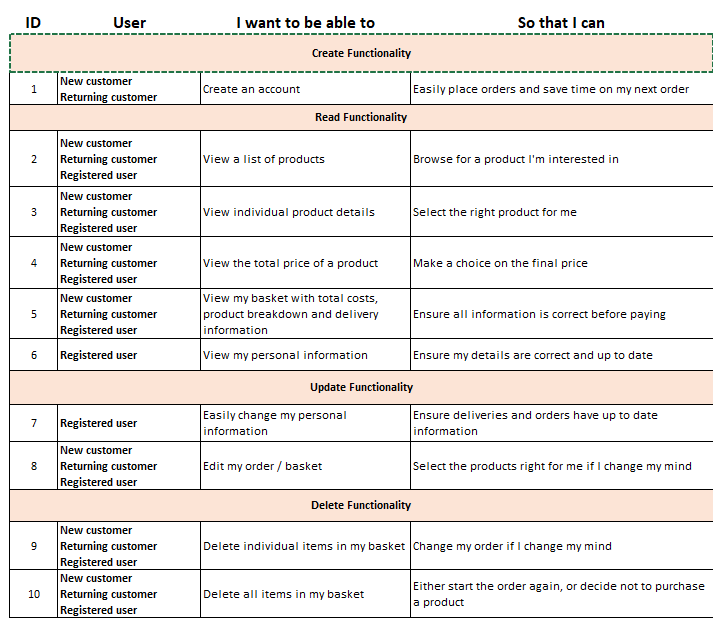 ID User I want to be able to So that I can
Create Functionality
1 New customer
Returning customer Create an account Easily place orders and save time on my next order
Read Functionality
2 New customer
Returning customer
Registered user View a list of products Browse for a product I'm interested in
3 New customer
Returning customer
Registered user View individual product details Select the right product for me
4 New customer
Returning customer
Registered user View the total price of a product Make a choice on the final price
5 New customer
Returning customer
Registered user View my basket with total costs,
product breakdown and delivery
information Ensure all information is correct before paying
6 Registered user View my personal information Ensure my details are correct and up to date
Update Functionality
7 Registered user Easily change my personal
information Ensure deliveries and orders have up to date
information
8 New customer
Returning customer
Registered user Edit my order / basket Select the products right for me if I change my mind
Delete Functionality
9 New customer
Returning customer
Registered user Delete individual items in my basket Change my order if I change my mind
10 New customer
Returning customer
Registered user Delete all items in my basket Either start the order again, or decide not to purchase
a product